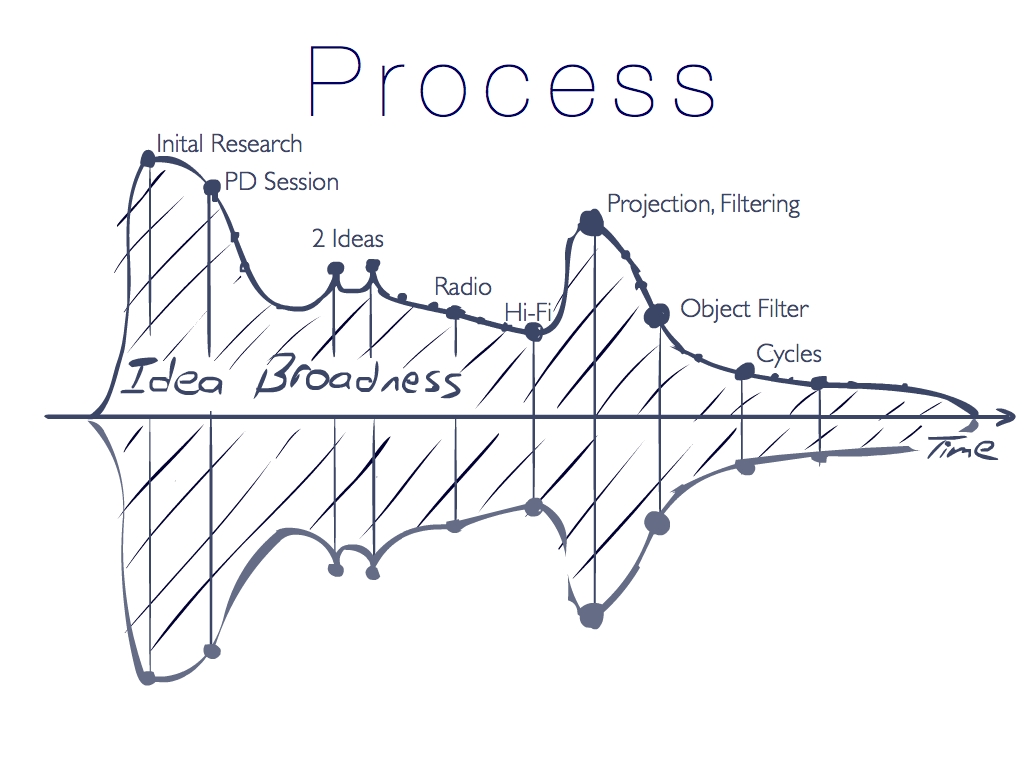 Process
Inital Research
PD Session
2 Ideas
Radio
Hi-Fi
Projection, Filtering
Object Filter
Cycles
Idea Broadness
Time